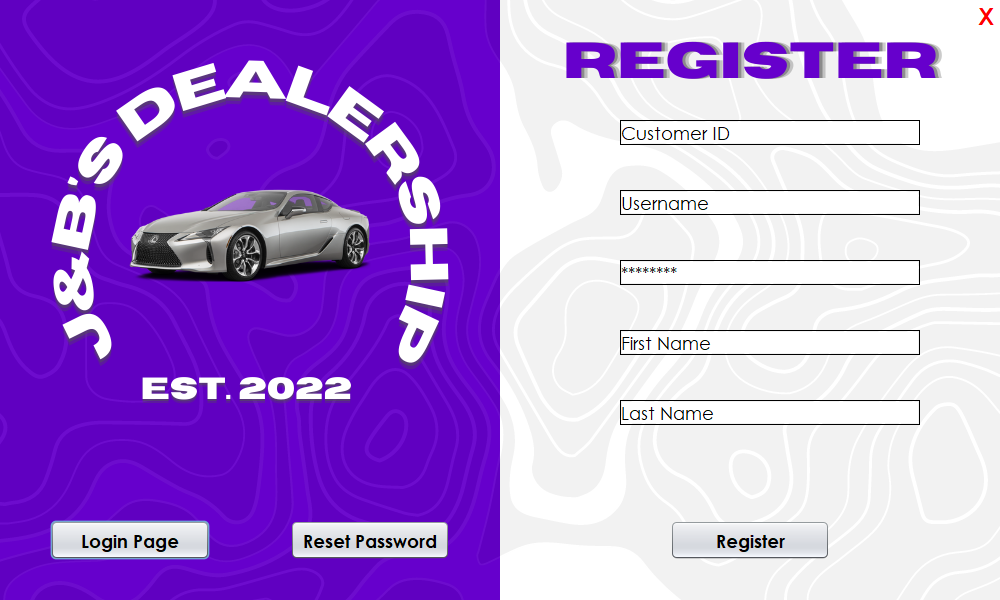 J&B'S DEALERSHIP
EST. 2022
Login Page
Reset Password
X
REGISTER
Customer ID
Username
********
First Name
Last Name
Register